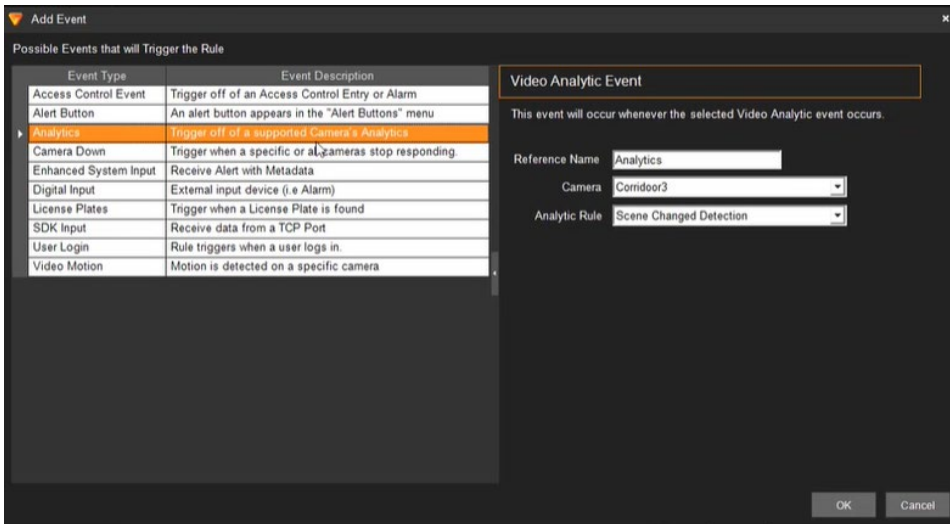 Add Event
Possible Events that will Trigger the Rule
Event Type Event Description
Access Control Event Trigger off of an Access Control Entry or Alarm
Alert Button An alert button appears in the "Alert Buttons" menu
Analytics Trigger off of a supported Camera's Analytics
Camera Down Trigger when a specific or all cameras stop responding.
Enhanced System Input Receive Alert with Metadata
Digital Input External input device (i.e Alarm)
License Plates Trigger when a License Plate is found
SDK Input Receive data from a TCP Port
User Login Rule triggers when a user logs in.
Video Motion Motion is detected on a specific camera
Video Analytic Event
This event will occur whenever the selected Video Analytic event occurs.
Reference Name Analytics
Camera Corridoor3
Analytic Rule Scene Changed Detection
OK Cancel